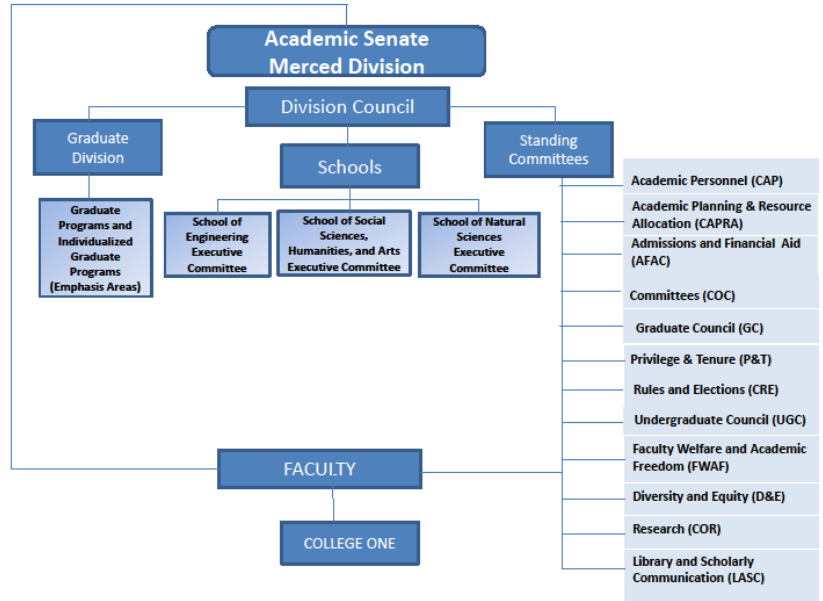 Academic Senate
Merced Division
Division Council
Graduate
Division
Standing
Committees
Schools
Graduate
Programs and
Individualized
Graduate
Programs
(Emphasis Areas)
School of
Engineering
Executive
Committee
School of Social
Sciences,
Humanities, and Arts
Executive Committee
School of Natural
Sciences
Executive
Committee
Academic Personnel (CAP)
Academic Planning & Resource
Allocation (CAPRA)
Admissions and Financial Aid
(AFAC)
Committees (COC)
Graduate Council (GC)
Privilege & Tenure (P&T)
Rules and Elections (CRE)
Undergraduate Council (UGC)
Faculty Welfare and Academic
Freedom (FWAF)
Diversity and Equity (D&E)
Research (COR)
Library and Scholarly
Communication (LASC)
FACULTY
COLLEGE ONE